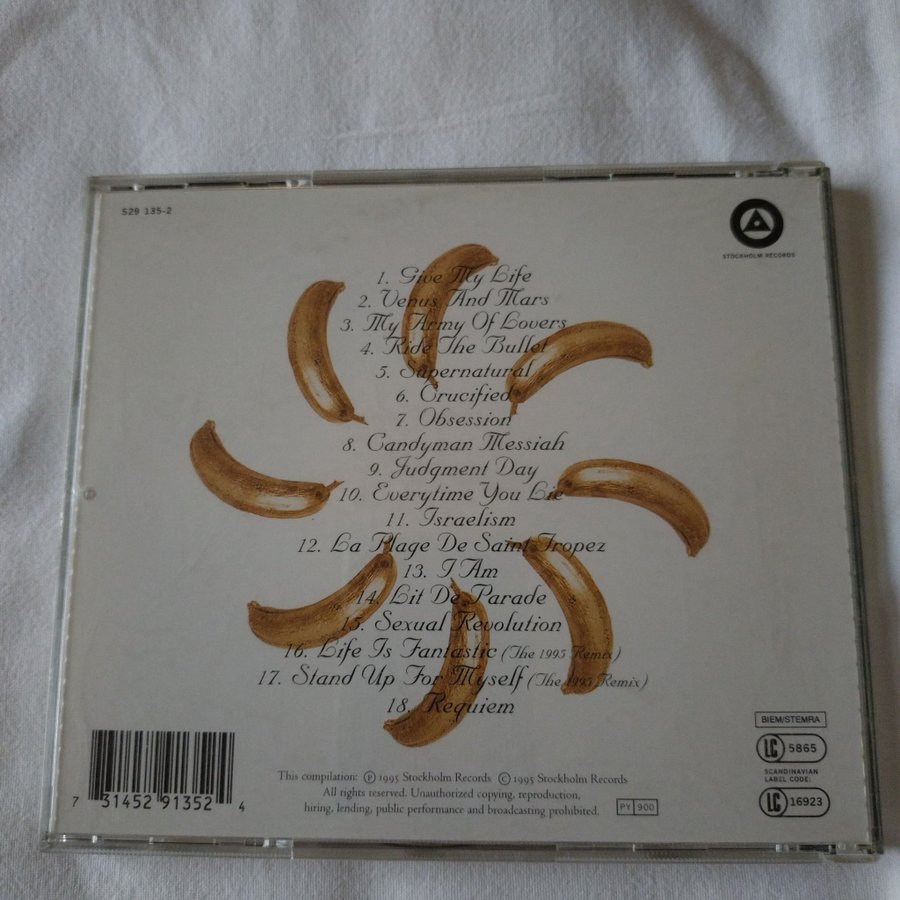 529 135-2
STOCKHOLM RECORDS
1. Give My Life
2. Venus And Mars
3. My Army Of Lovers
4. Ride The Bullet
5. Supernatural
6. Crucified
7. Obsession
8. Candyman Messiah
9. Judgment Day
10. Everytime You Lie
11. Israelism
12. La Plage De Saint Tropez
13. I Am
14. Lit De Parade
15. Sexual Revolution
16. Life Is Fantastic (The 1995 Remix)
17. Stand Up For Myself (The 1995 Remix)
18. Requiem
BIEM/STEMRA
LC 5865
SCANDINAVIAN
LABEL CODE:
LC 16923
This compilation: Ⓟ 1995 Stockholm Records © 1995 Stockholm Records
All rights reserved. Unauthorized copying, reproduction,
hiring, lending, public performance and broadcasting prohibited.
PY 900
7 31452 91352 4